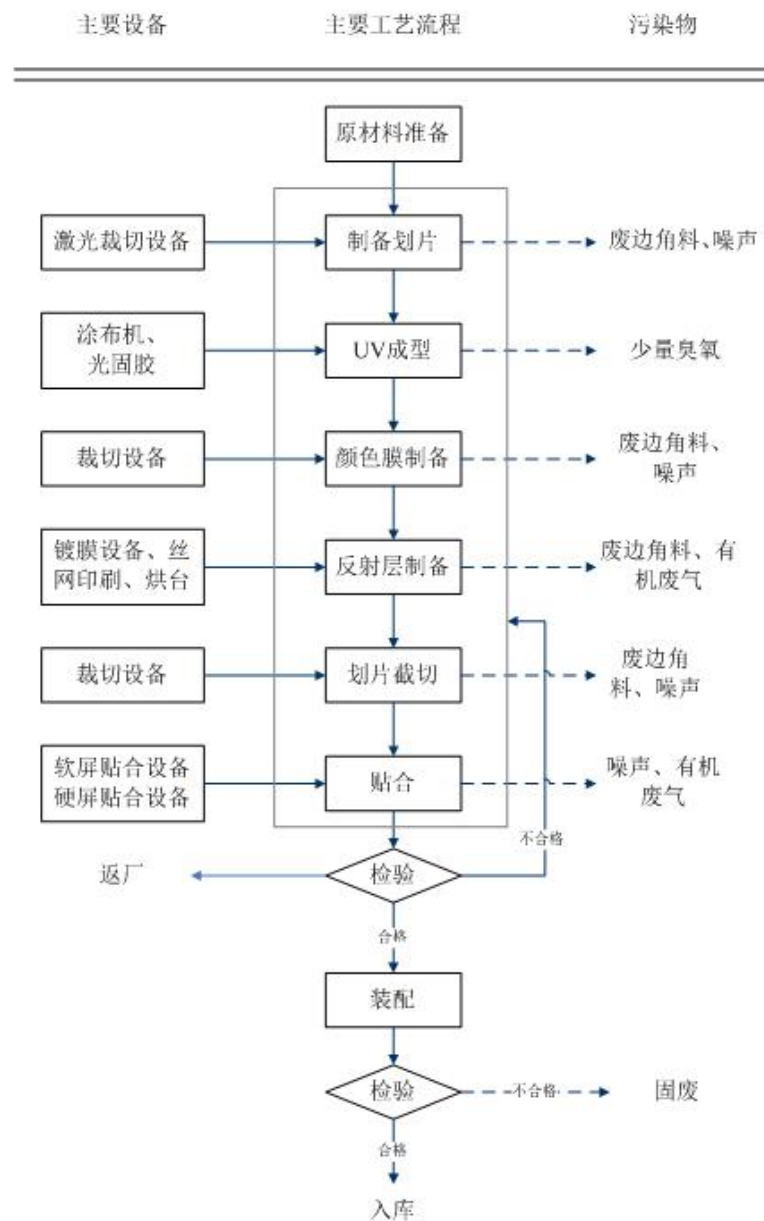 主要设备
主要工艺流程
污染物
原材料准备
激光裁切设备
制备划片
废边角料、噪声
涂布机、
光固胶
UV成型
少量臭氧
裁切设备
颜色膜制备
废边角料、
噪声
镀膜设备、丝
网印刷、烘台
反射层制备
废边角料、有
机废气
裁切设备
划片截切
废边角
料、噪声
软屏贴合设备
硬屏贴合设备
贴合
噪声、有机
废气
不合格
返厂
检验
合格
装配
检验
不合格
固废
合格
入库